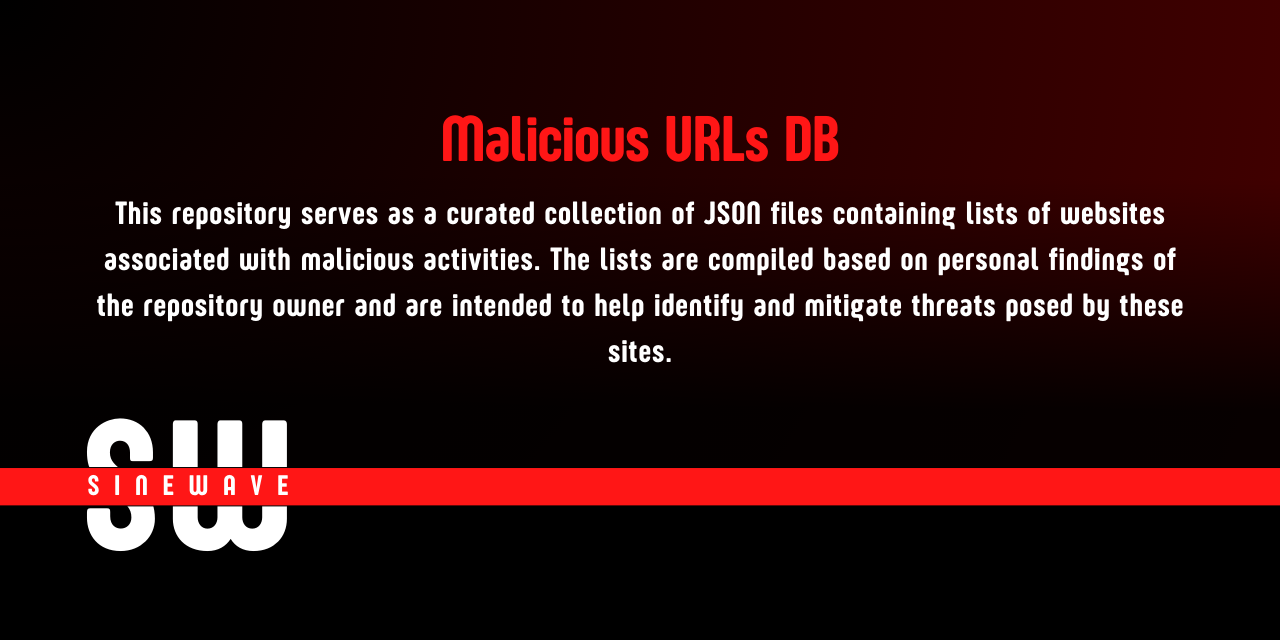 Malicious URLs DB
This repository serves as a curated collection of JSON files containing lists of websites
associated with malicious activities. The lists are compiled based on personal findings of
the repository owner and are intended to help identify and mitigate threats posed by these
sites.
SW
SINEWAVE